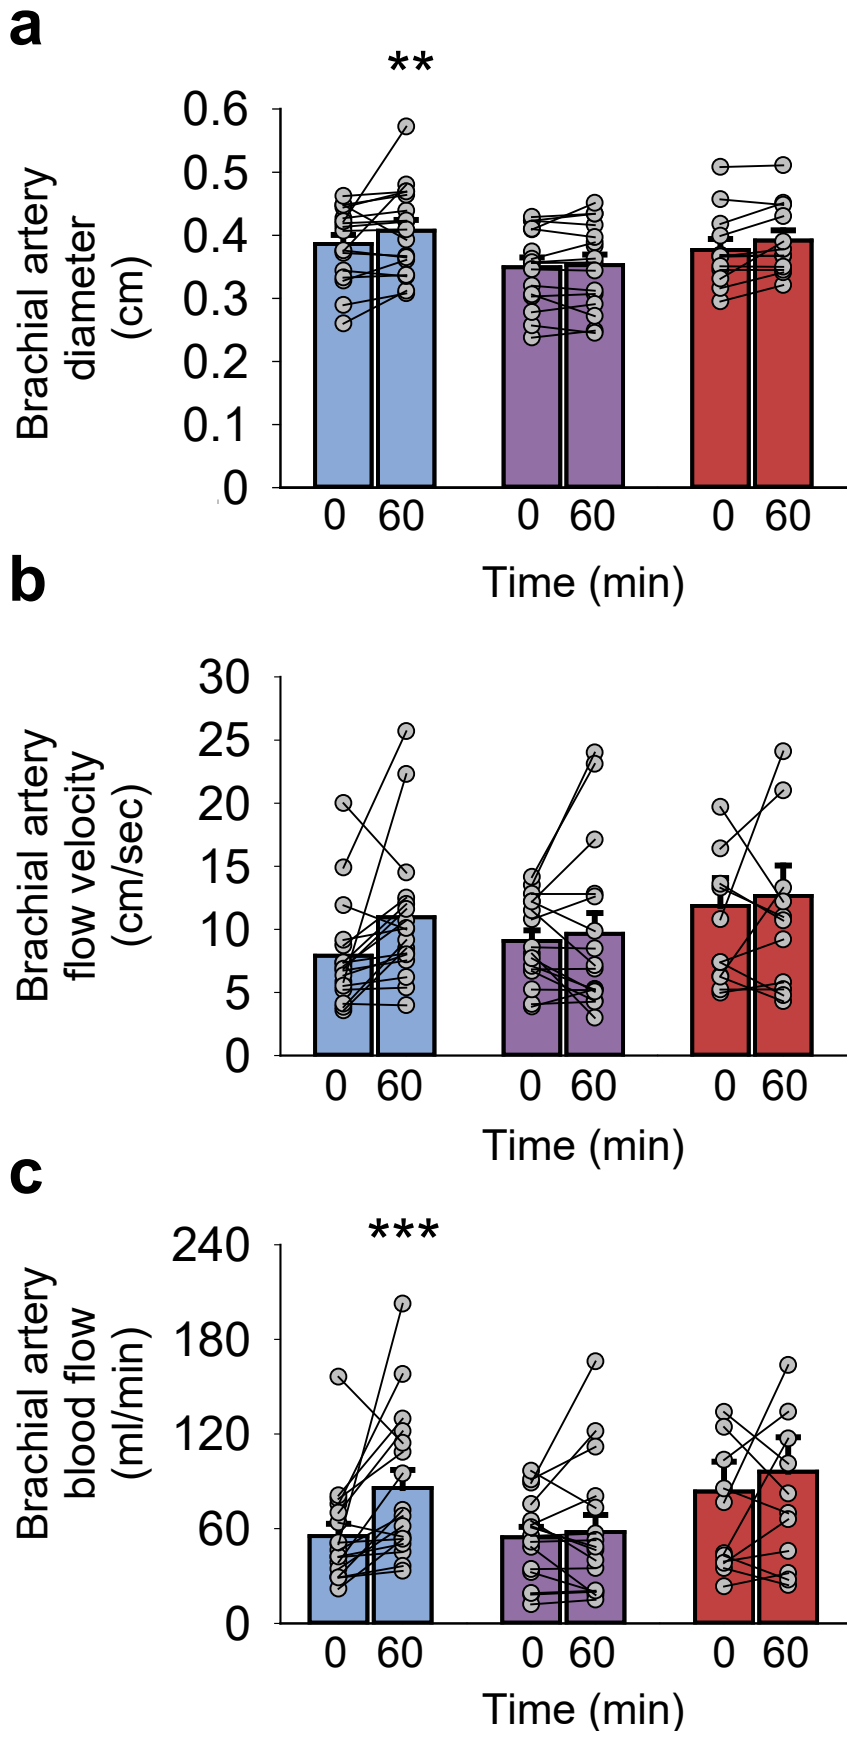 a
**
Brachial artery
diameter
(cm)
0.6
0.5
0.4
0.3
0.2
0.1
0
0 60 0 60 0 60
Time (min)
b
Brachial artery
flow velocity
(cm/sec)
30
25
20
15
10
5
0
0 60 0 60 0 60
Time (min)
c
***
Brachial artery
blood flow
(ml/min)
240
180
120
60
0
0 60 0 60 0 60
Time (min)